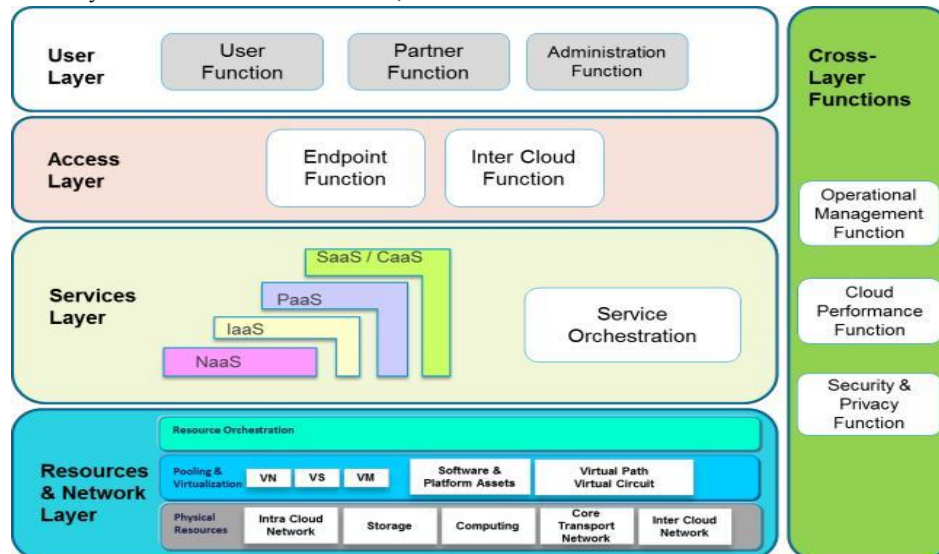 User
Layer
User
Function
Partner
Function
Administration
Function
Access
Layer
Endpoint
Function
Inter Cloud
Function
Services
Layer
SaaS / CaaS
PaaS
IaaS
NaaS
Service
Orchestration
Resources
& Network
Layer
Resource Orchestration
Pooling &
Virtualization
VN
VS
VM
Software &
Platform Assets
Virtual Path
Virtual Circuit
Physical
Resources
Intra Cloud
Network
Storage
Computing
Core
Transport
Network
Inter Cloud
Network
Cross-
Layer
Functions
Operational
Management
Function
Cloud
Performance
Function
Security &
Privacy
Function